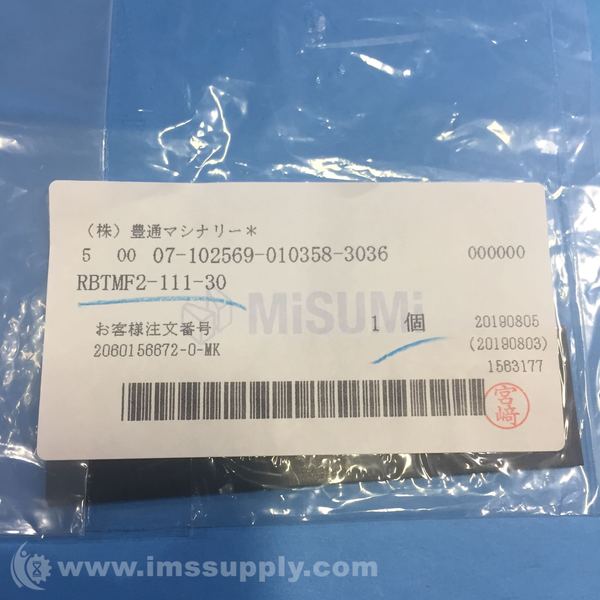 （株）豊通マシナリー＊
5 00 07-102569-010358-3036 000000
RBTMF2-111-30
MiSUMi
お客様注文番号 1 個 20190805
2060156672-0-MK (20190803)
1563177
宮崎
www.imssupply.com